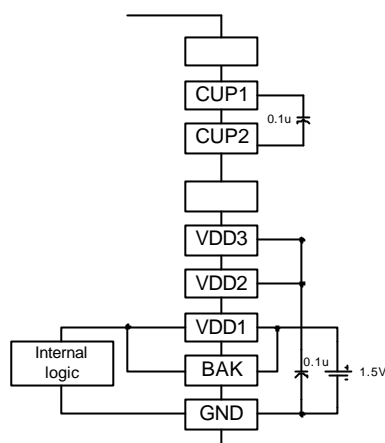 CUP1
0.1u
CUP2
VDD3
VDD2
VDD1
Internal
logic
BAK
0.1u
1.5V
GND